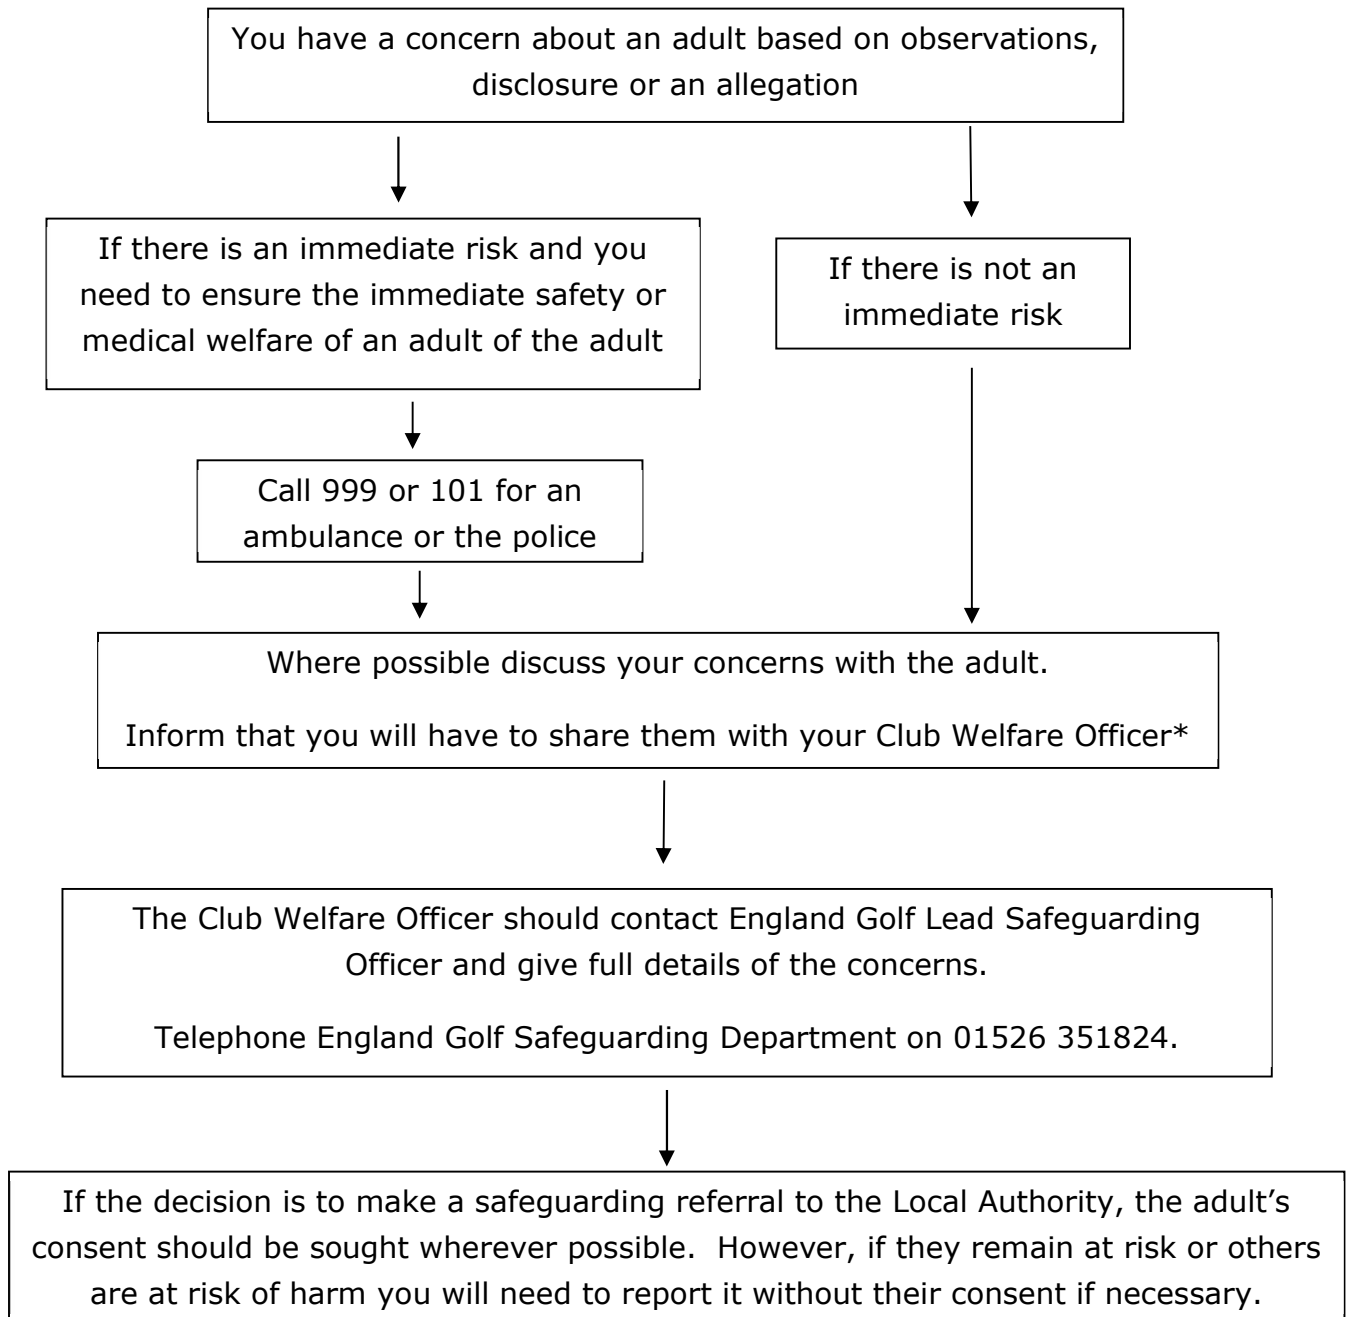 You have a concern about an adult based on observations,
disclosure or an allegation
If there is an immediate risk and you
need to ensure the immediate safety or
medical welfare of an adult of the adult
If there is not an
immediate risk
Call 999 or 101 for an
ambulance or the police
Where possible discuss your concerns with the adult.
Inform that you will have to share them with your Club Welfare Officer*
The Club Welfare Officer should contact England Golf Lead Safeguarding
Officer and give full details of the concerns.
Telephone England Golf Safeguarding Department on 01526 351824.
If the decision is to make a safeguarding referral to the Local Authority, the adult’s
consent should be sought wherever possible.  However, if they remain at risk or others
are at risk of harm you will need to report it without their consent if necessary.